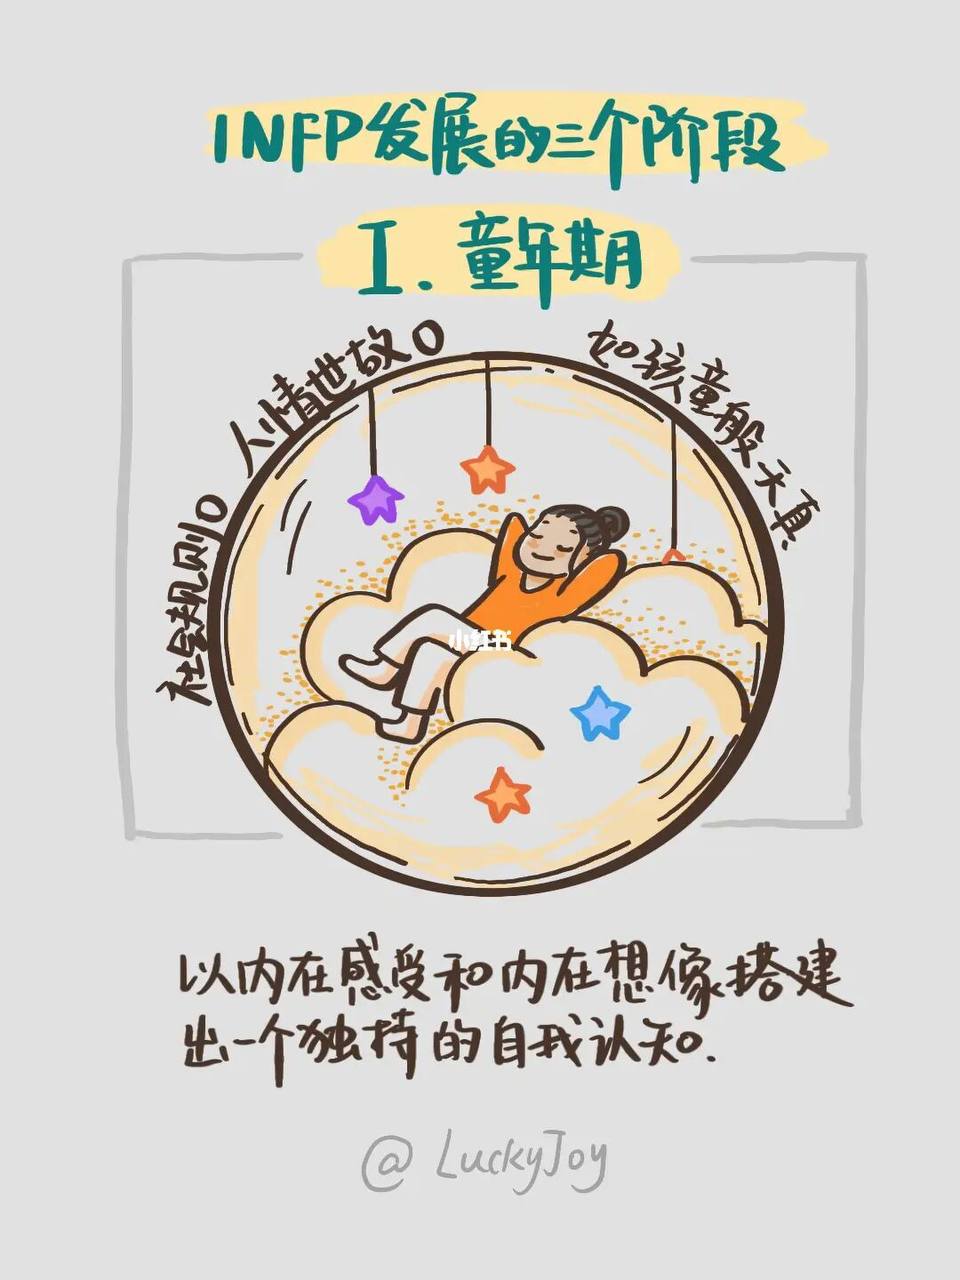 INFP发展的三个阶段
I. 童年期
人情世故0
如孩童般天真.
社会规则0
小红书
以内在感受和内在想像搭建
出一个独持的自我认知.
@ LuckyJoy